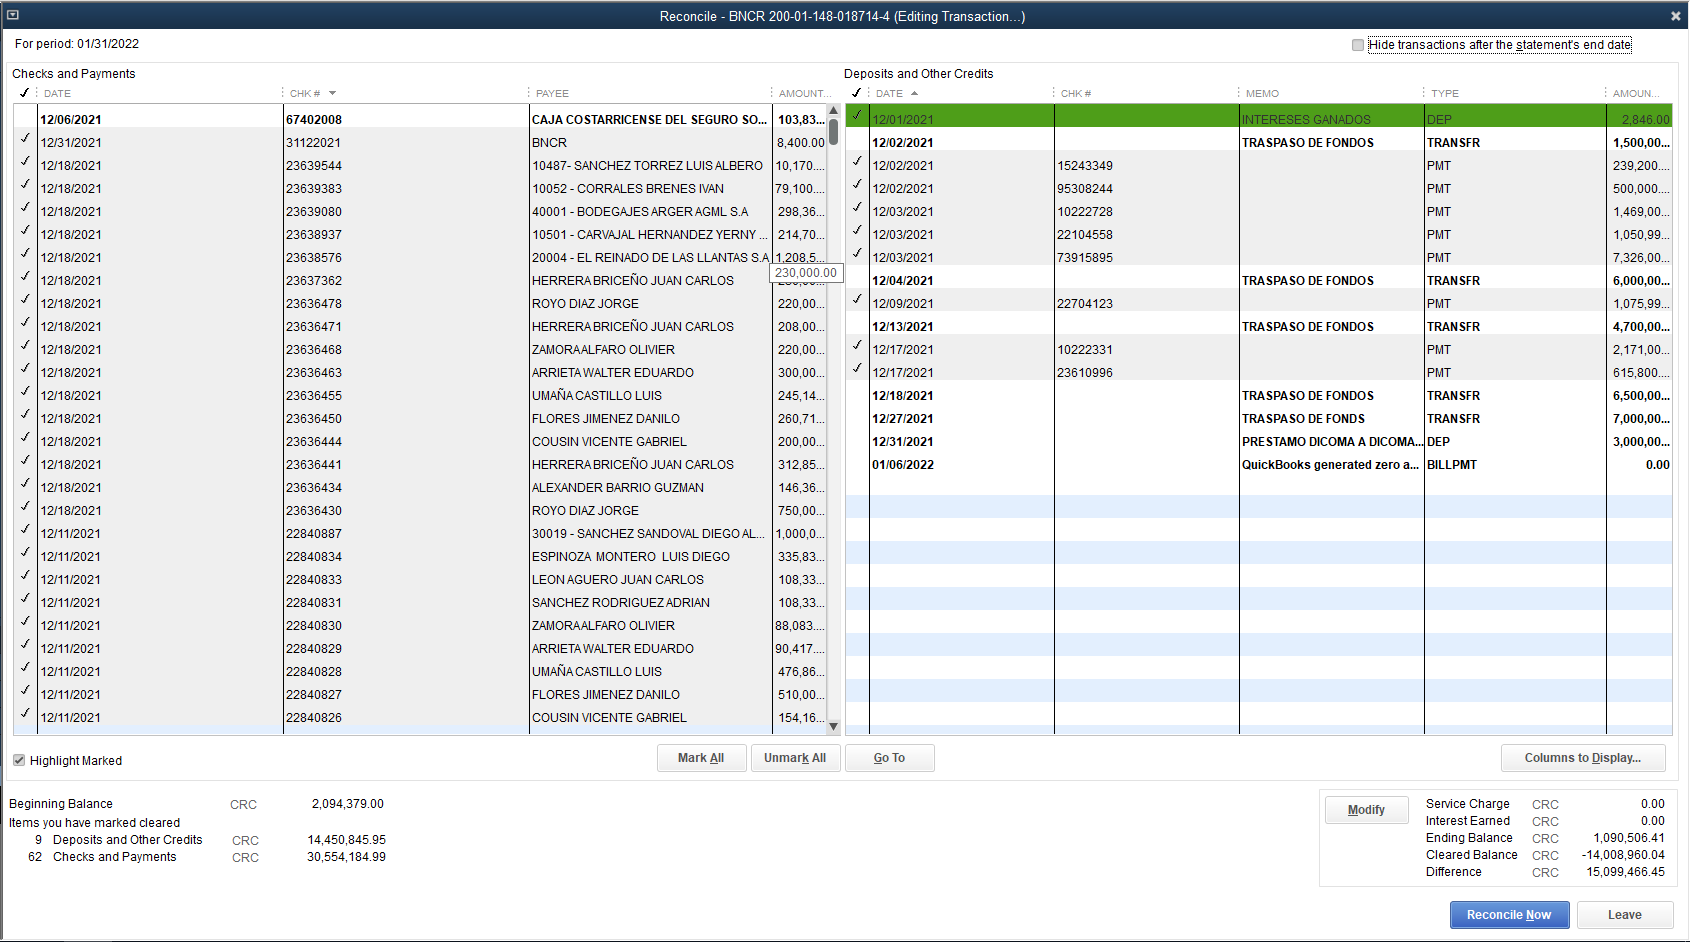 Reconcile - BNCR 200-01-148-018714-4 (Editing Transaction...)
For period: 01/31/2022
Hide transactions after the statement's end date
Checks and Payments
DATE CHK # PAYEE AMOUNT...
12/06/2021 67402008 CAJA COSTARRICENSE DEL SEGURO SO... 103,83...
12/31/2021 31122021 BNCR 8,400.00
12/18/2021 23639544 10487- SANCHEZ TORREZ LUIS ALBERO 10,170....
12/18/2021 23639383 10052 - CORRALES BRENES IVAN 79,100....
12/18/2021 23639080 40001 - BODEGAJES ARGER AGML S.A 298,36...
12/18/2021 23638937 10501 - CARVAJAL HERNANDEZ YERNY ... 214,70...
12/18/2021 23638576 20004 - EL REINADO DE LAS LLANTAS S.A 1,208,5...
230,000.00
12/18/2021 23637362 HERRERA BRICEÑO JUAN CARLOS
12/18/2021 23636478 ROYO DIAZ JORGE 220,00...
12/18/2021 23636471 HERRERA BRICEÑO JUAN CARLOS 208,00...
12/18/2021 23636468 ZAMORA ALFARO OLIVIER 220,00...
12/18/2021 23636463 ARRIETA WALTER EDUARDO 300,00...
12/18/2021 23636455 UMAÑA CASTILLO LUIS 245,14...
12/18/2021 23636450 FLORES JIMENEZ DANILO 260,71...
12/18/2021 23636444 COUSIN VICENTE GABRIEL 200,00...
12/18/2021 23636441 HERRERA BRICEÑO JUAN CARLOS 312,85...
12/18/2021 23636434 ALEXANDER BARRIO GUZMAN 146,36...
12/18/2021 23636430 ROYO DIAZ JORGE 750,00...
12/11/2021 22840887 30019 - SANCHEZ SANDOVAL DIEGO AL... 1,000,0...
12/11/2021 22840834 ESPINOZA MONTERO LUIS DIEGO 335,83...
12/11/2021 22840833 LEON AGUERO JUAN CARLOS 108,33...
12/11/2021 22840831 SANCHEZ RODRIGUEZ ADRIAN 108,33...
12/11/2021 22840830 ZAMORA ALFARO OLIVIER 88,083....
12/11/2021 22840829 ARRIETA WALTER EDUARDO 90,417....
12/11/2021 22840828 UMAÑA CASTILLO LUIS 476,86...
12/11/2021 22840827 FLORES JIMENEZ DANILO 510,00...
12/11/2021 22840826 COUSIN VICENTE GABRIEL 154,16...
Deposits and Other Credits
DATE CHK # MEMO TYPE AMOUN...
12/01/2021 INTERESES GANADOS DEP 2,846.00
12/02/2021 TRASPASO DE FONDOS TRANSFR 1,500,00...
12/02/2021 15243349 PMT 239,200....
12/02/2021 95308244 PMT 500,000....
12/03/2021 10222728 PMT 1,469,00...
12/03/2021 22104558 PMT 1,050,99...
12/03/2021 73915895 PMT 7,326,00...
12/04/2021 TRASPASO DE FONDOS TRANSFR 6,000,00...
12/09/2021 22704123 PMT 1,075,99...
12/13/2021 TRASPASO DE FONDOS TRANSFR 4,700,00...
12/17/2021 10222331 PMT 2,171,00...
12/17/2021 23610996 PMT 615,800....
12/18/2021 TRASPASO DE FONDOS TRANSFR 6,500,00...
12/27/2021 TRASPASO DE FONDS TRANSFR 7,000,00...
12/31/2021 PRESTAMO DICOMA A DICOMA... DEP 3,000,00...
01/06/2022 QuickBooks generated zero a... BILLPMT 0.00
Highlight Marked
Mark All Unmark All Go To Columns to Display...
Beginning Balance CRC 2,094,379.00
Items you have marked cleared
9 Deposits and Other Credits CRC 14,450,845.95
62 Checks and Payments CRC 30,554,184.99
Modify
Service Charge CRC 0.00
Interest Earned CRC 0.00
Ending Balance CRC 1,090,506.41
Cleared Balance CRC -14,008,960.04
Difference CRC 15,099,466.45
Reconcile Now Leave